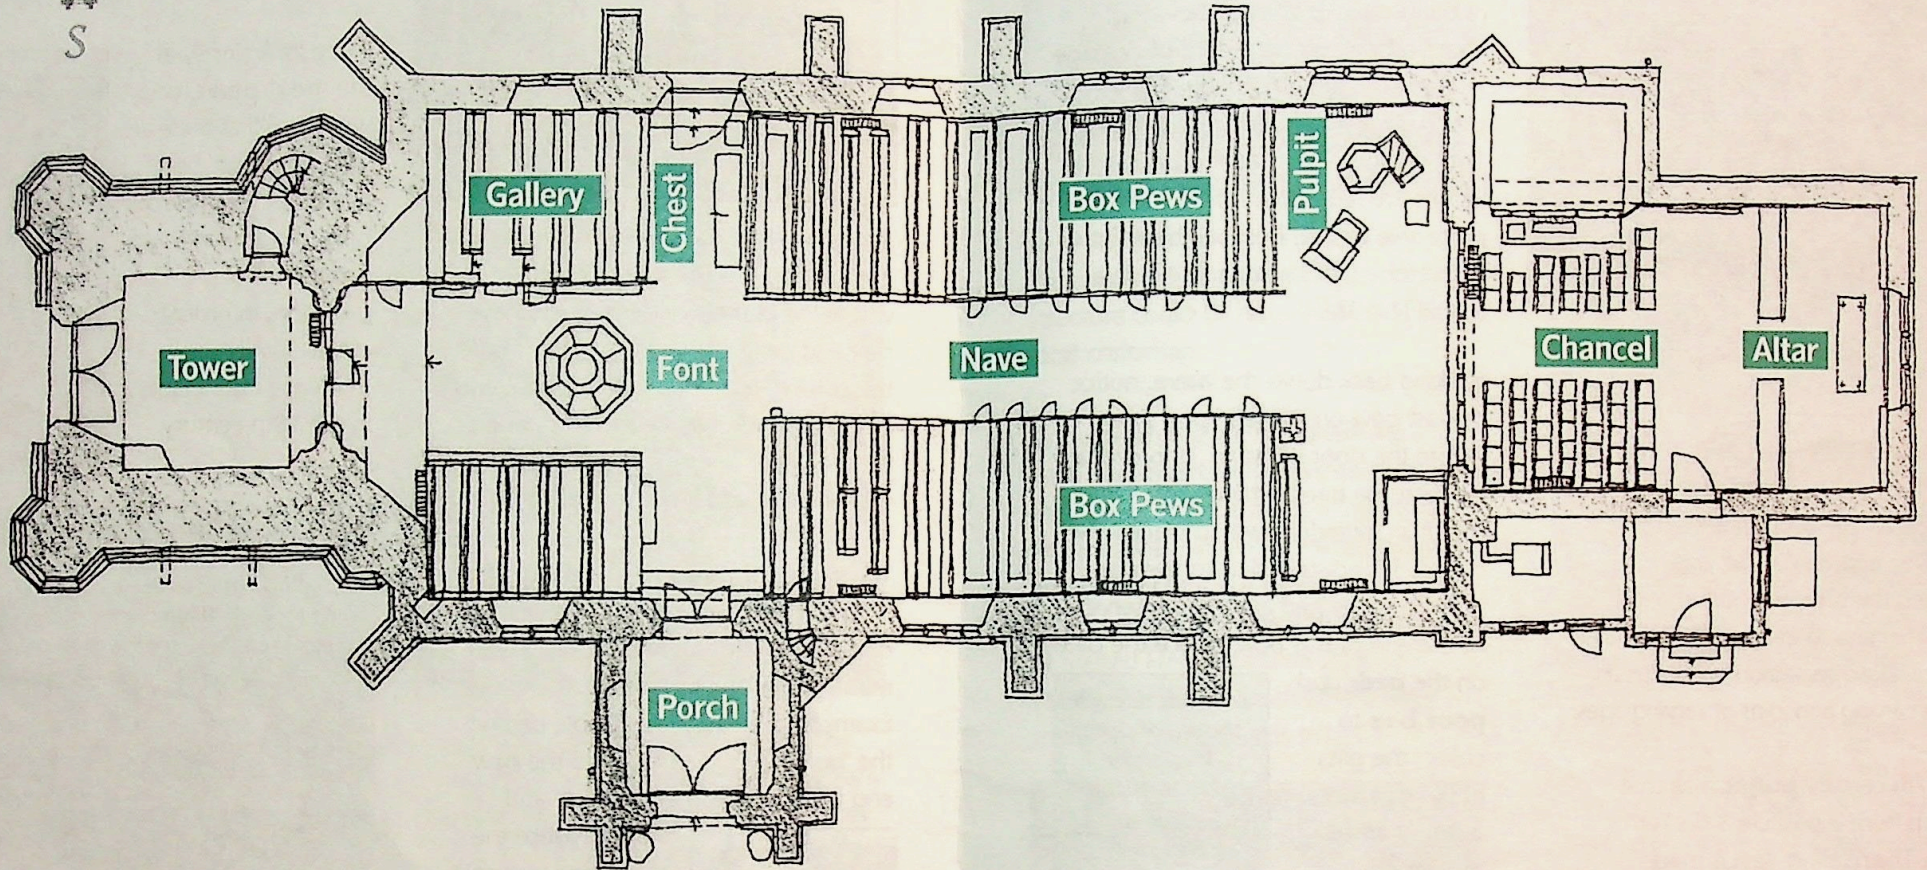 S
Gallery
Chest
Box Pews
Pulpit
Tower
Font
Nave
Chancel
Altar
Box Pews
Porch